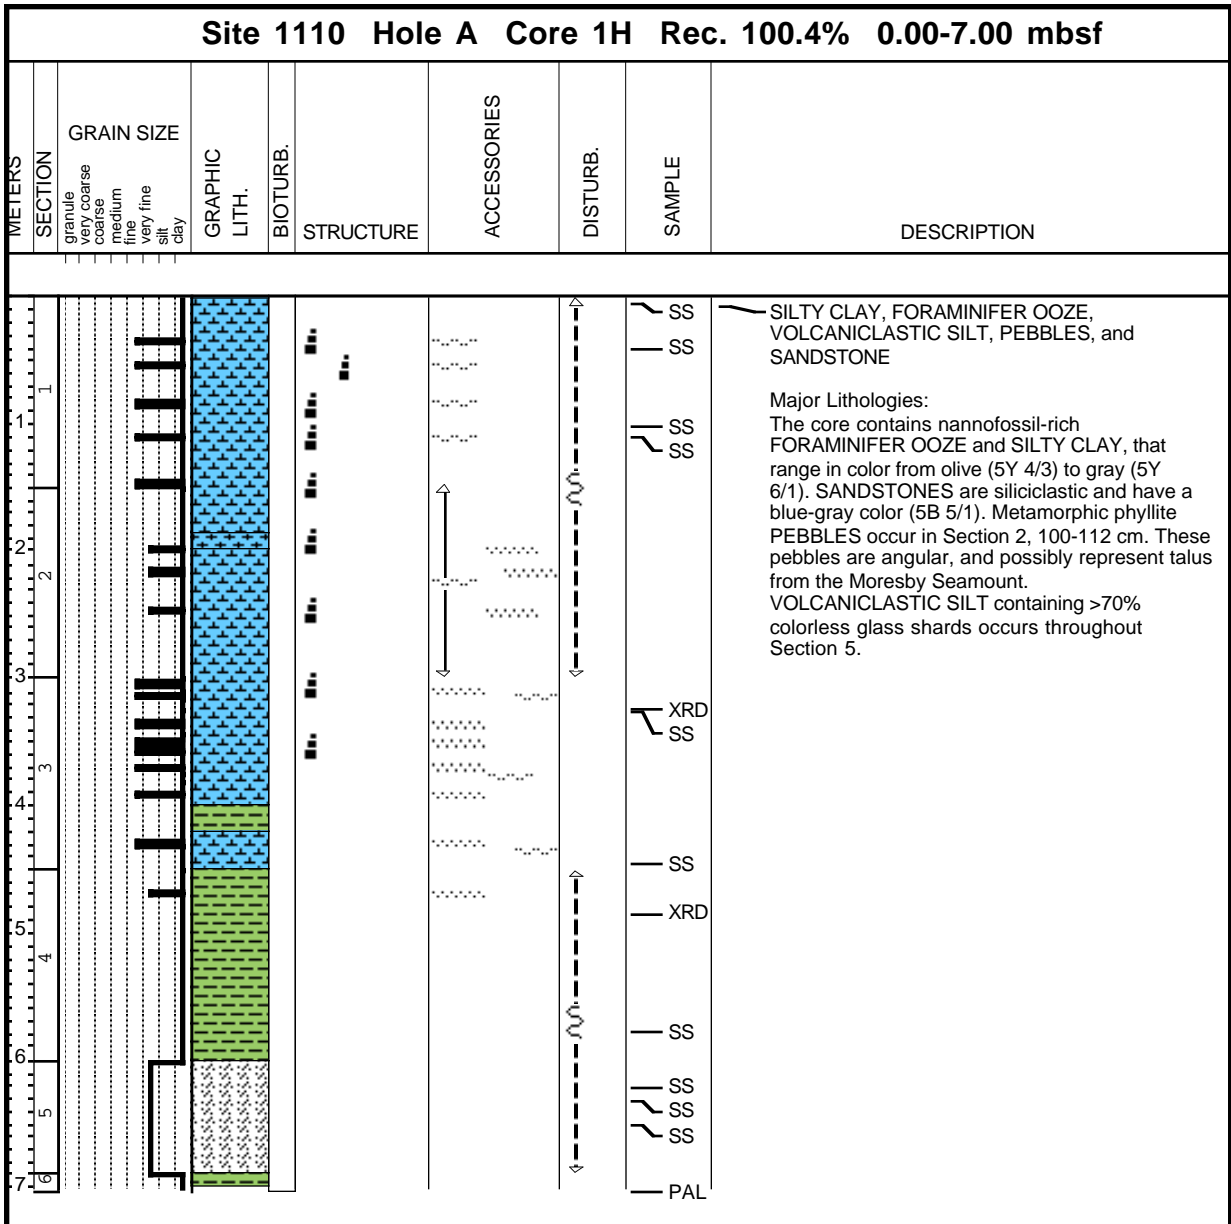 Site 1110 Hole A Core 1H Rec. 100.4% 0.00-7.00 mbsf
METERS
SECTION
GRAIN SIZE
granule
very coarse
coarse
medium
fine
very fine
silt
clay
GRAPHIC
LITH.
BIOTURB.
STRUCTURE
ACCESSORIES
DISTURB.
SAMPLE
DESCRIPTION
1
2
3
4
5
6
7
1
2
3
4
5
6
SS
SS
SS
SS
XRD
SS
SS
XRD
SS
SS
SS
SS
PAL
SILTY CLAY, FORAMINIFER OOZE,
VOLCANICLASTIC SILT, PEBBLES, and
SANDSTONE
Major Lithologies:
The core contains nannofossil-rich
FORAMINIFER OOZE and SILTY CLAY, that
range in color from olive (5Y 4/3) to gray (5Y
6/1). SANDSTONES are siliciclastic and have a
blue-gray color (5B 5/1). Metamorphic phyllite
PEBBLES occur in Section 2, 100-112 cm. These
pebbles are angular, and possibly represent talus
from the Moresby Seamount.
VOLCANICLASTIC SILT containing >70%
colorless glass shards occurs throughout
Section 5.